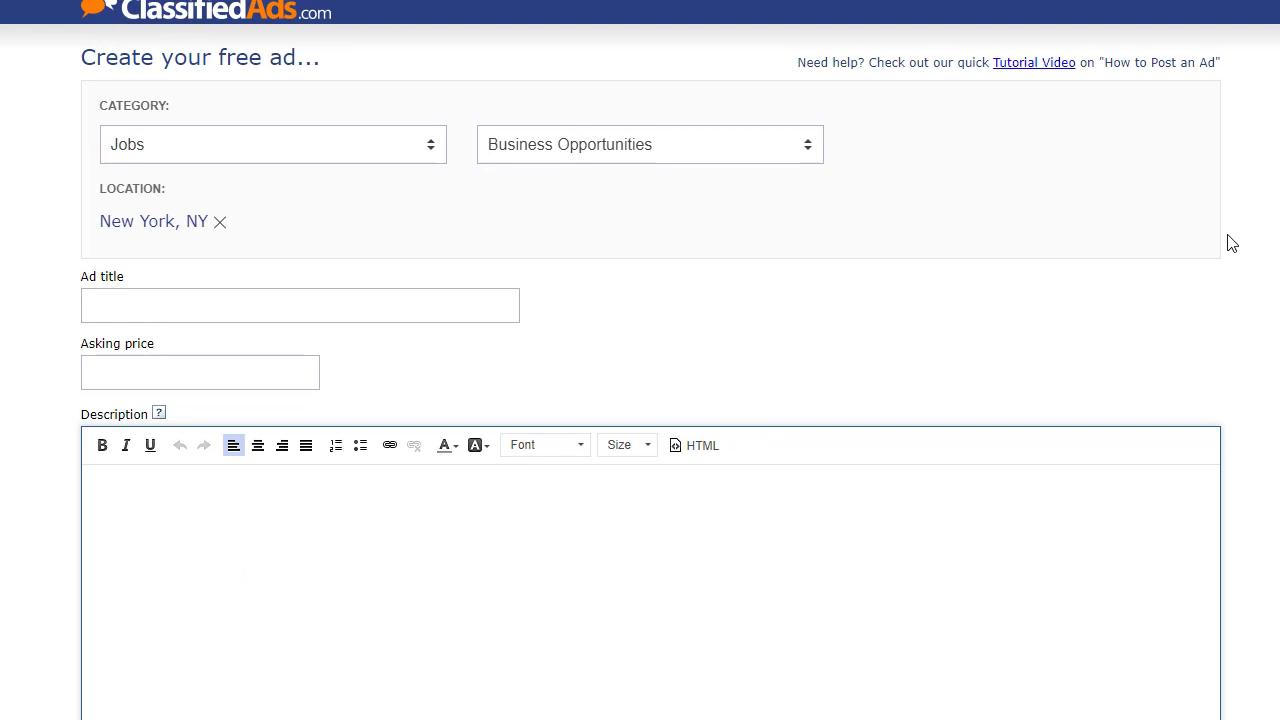 ClassifiedAds.com
Create your free ad...
Need help? Check out our quick Tutorial Video on "How to Post an Ad"
CATEGORY:
Jobs
Business Opportunities
LOCATION:
New York, NY
Ad title
Asking price
Description ?
B I U A A Font Size HTML